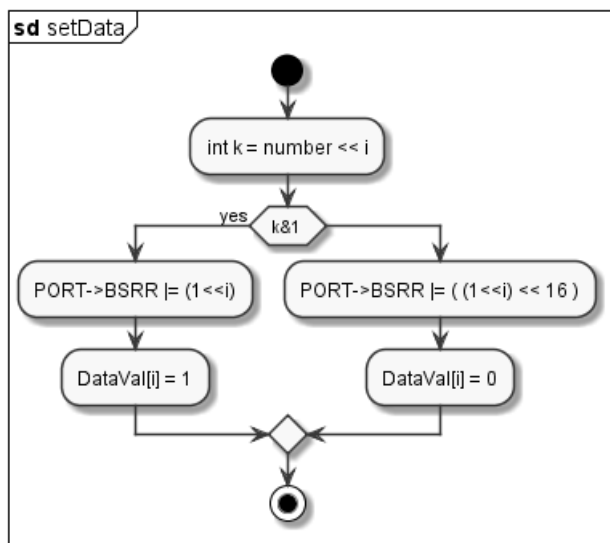 sd setData
int k = number << i
yes
k&1
PORT->BSRR |= (1<<i)
PORT->BSRR |= ( (1<<i) << 16 )
DataVal[i] = 1
DataVal[i] = 0